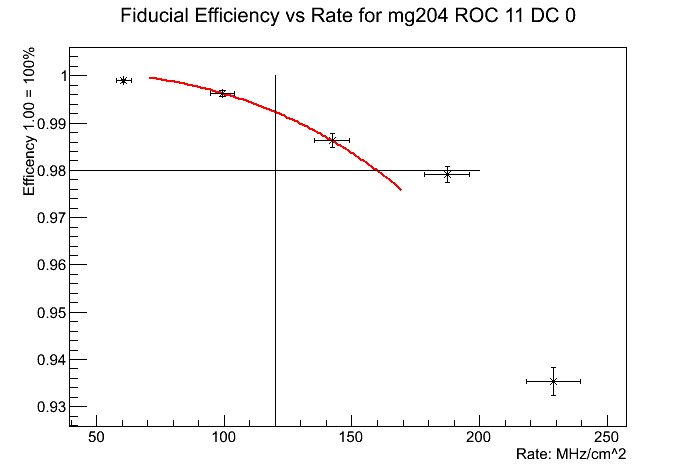 Fiducial Efficiency vs Rate for mg204 ROC 11 DC 0
Efficency 1.00 = 100%
1
0.99
0.98
0.97
0.96
0.95
0.94
0.93
50 100 150 200 250
Rate: MHz/cm^2